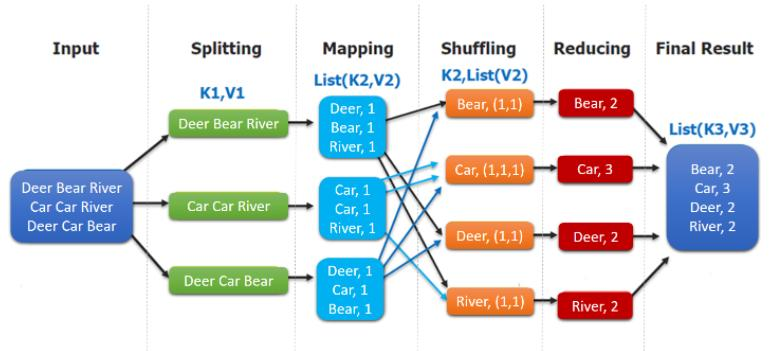 Input
Splitting
Mapping
Shuffling
Reducing
Final Result
K1,V1
List(K2,V2)
K2,List(V2)
List(K3,V3)
Deer Bear River
Car Car River
Deer Car Bear
Deer Bear River
Car Car River
Deer Car Bear
Deer, 1
Bear, 1
River, 1
Car, 1
Car, 1
River, 1
Deer, 1
Car, 1
Bear, 1
Bear, (1,1)
Car, (1,1,1)
Deer, (1,1)
River, (1,1)
Bear, 2
Car, 3
Deer, 2
River, 2
Bear, 2
Car, 3
Deer, 2
River, 2